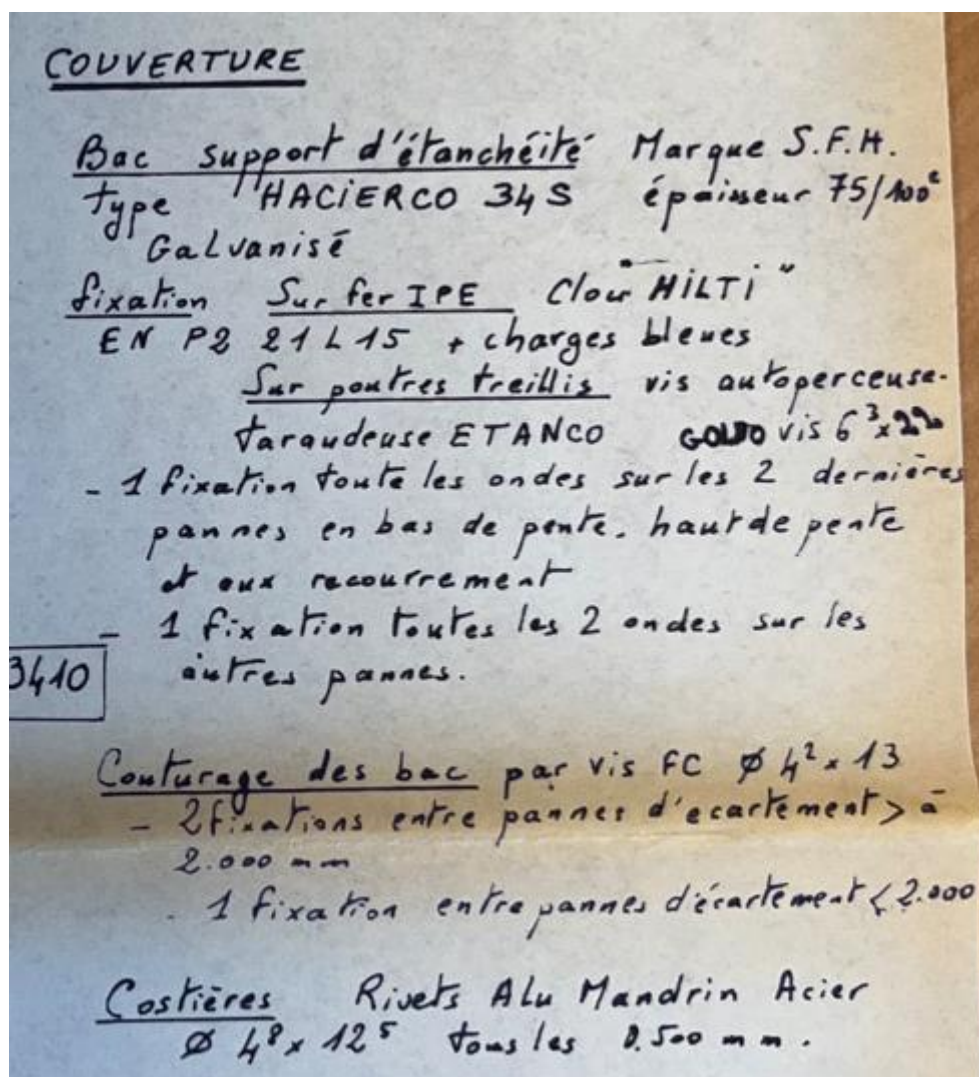 COUVERTURE
Bac support d'étanchéité Marque S.F.H.
type "HACIERCO 34S épaisseur 75/100e
Galvanisé
fixation Sur fer IPE Clou "HILTI"
EN P2 21 L 15 + charges bleues
Sur poutres treillis vis autoperceuse-
taraudeuse ETANCO vis 6³x22
- 1 fixation toute les ondes sur les 2 dernières
pannes en bas de pente. haut de pente
et aux recouvrement
- 1 fixation toutes les 2 ondes sur les
autres pannes.
3410
Couturage des bac par vis FC Ø 4² x 13
- 2 fixations entre pannes d'ecartement > à
2.000 mm
- 1 fixation entre pannes d'écartement < 2.000
Costières Rivets Alu Mandrin Acier
Ø 4⁸ x 12⁵ tous les 0.500 mm.